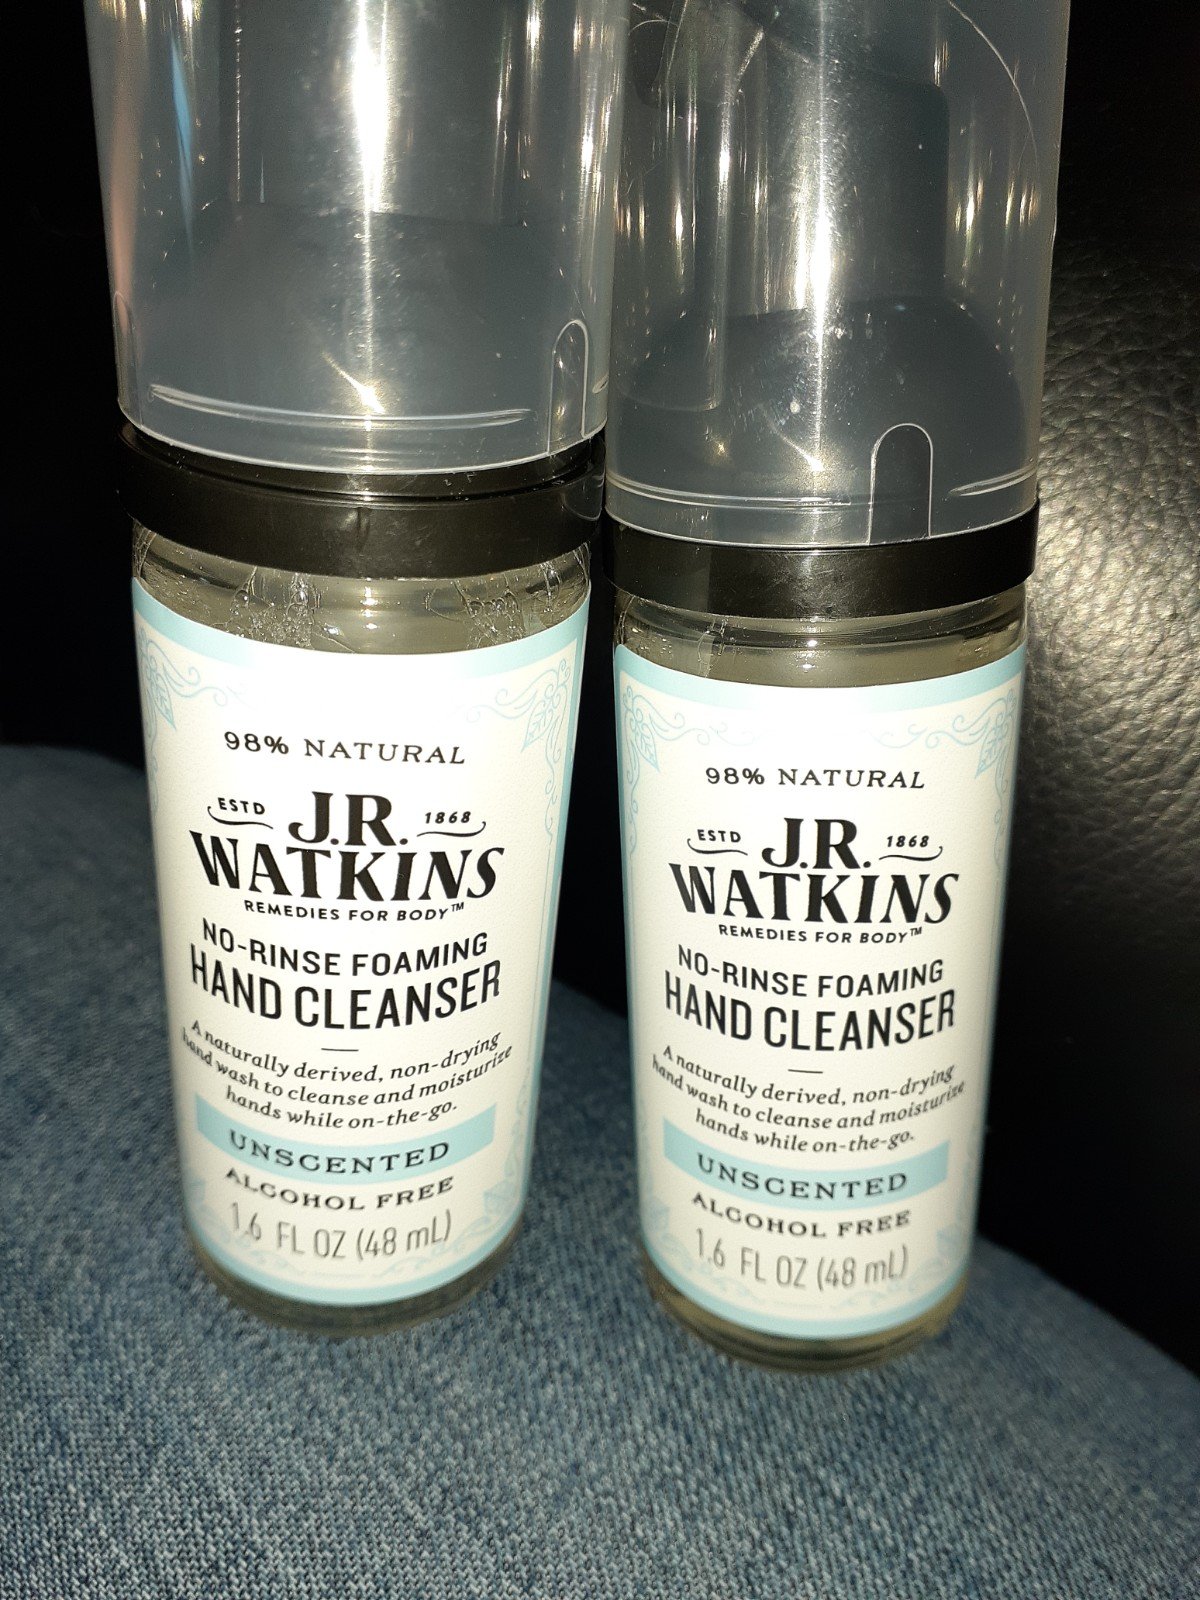 98% NATURAL
ESTD J.R. 1868
WATKINS
REMEDIES FOR BODY™
NO-RINSE FOAMING
HAND CLEANSER
A naturally derived, non-drying
hand wash to cleanse and moisturize
hands while on-the-go.
UNSCENTED
ALCOHOL FREE
1.6 FL OZ (48 mL)
98% NATURAL
ESTD J.R. 1868
WATKINS
REMEDIES FOR BODY™
NO-RINSE FOAMING
HAND CLEANSER
A naturally derived, non-drying
hand wash to cleanse and moisturize
hands while on-the-go.
UNSCENTED
ALCOHOL FREE
1.6 FL OZ (48 mL)